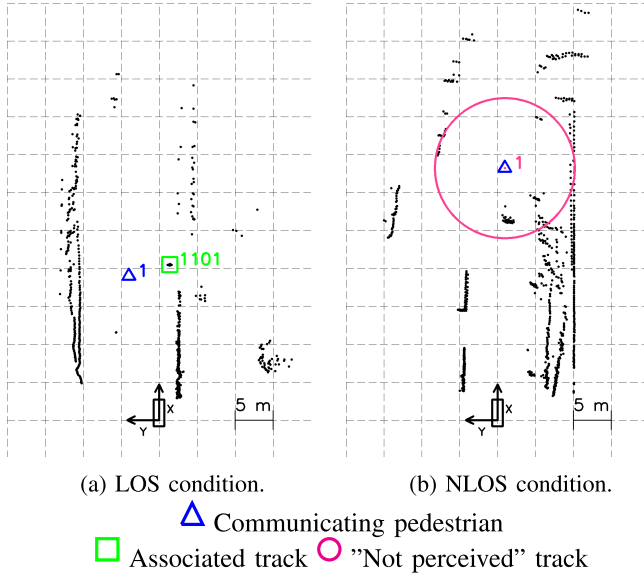 1
1101
X
Y
5 m
1
X
Y
5 m
(a) LOS condition.
(b) NLOS condition.
Communicating pedestrian
Associated track
"Not perceived" track